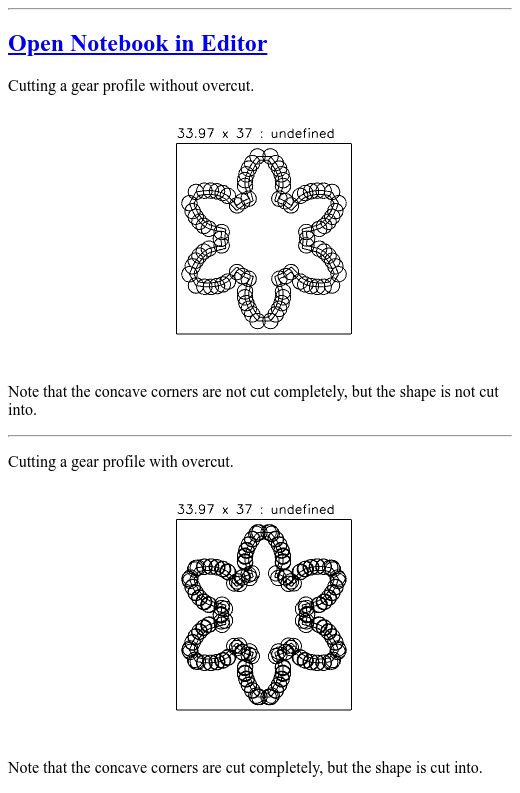 Open Notebook in Editor
Cutting a gear profile without overcut.
33.97 x 37 : undefined
Note that the concave corners are not cut completely, but the shape is not cut
into.
Cutting a gear profile with overcut.
33.97 x 37 : undefined
Note that the concave corners are cut completely, but the shape is cut into.